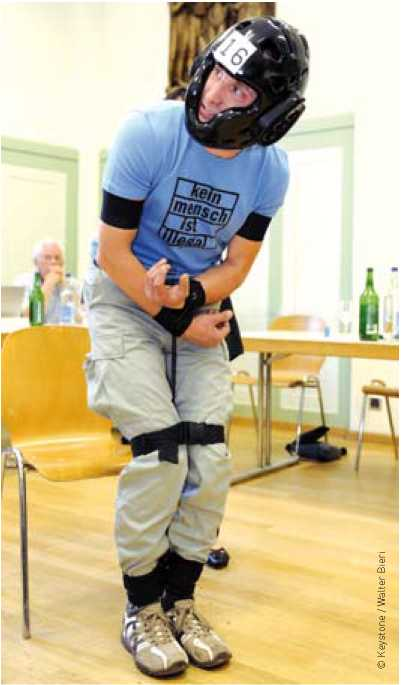 16
kein
mensch
ist
illegal
© Keystone / Walter Bieri